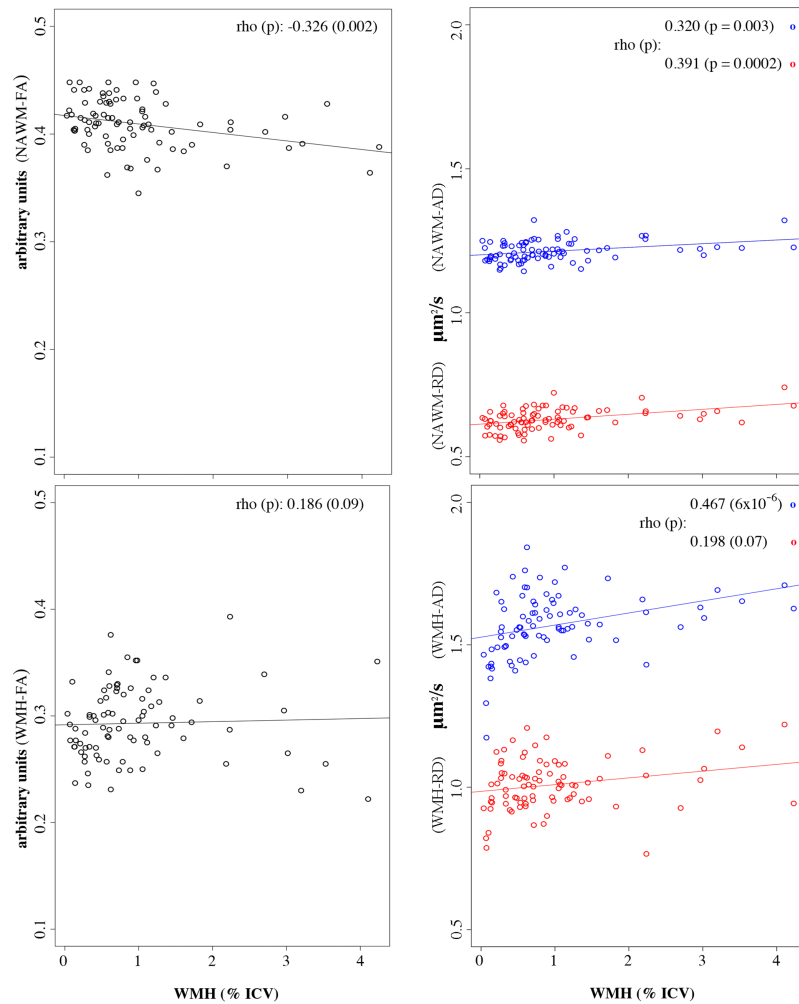 rho (p): -0.326 (0.002)
0.5
0.4
0.3
0.2
0.1
arbitrary units (NAWM-FA)
0.320 (p = 0.003)
rho (p):
0.391 (p = 0.0002)
2.0
1.5
1.0
0.5
(NAWM-AD)
µm²/s
(NAWM-RD)
rho (p): 0.186 (0.09)
0.5
0.4
0.3
0.2
0.1
arbitrary units (WMH-FA)
0 1 2 3 4
WMH (% ICV)
0.467 (6x10⁻⁶)
rho (p):
0.198 (0.07)
2.0
1.5
1.0
0.5
(WMH-AD)
µm²/s
(WMH-RD)
0 1 2 3 4
WMH (% ICV)